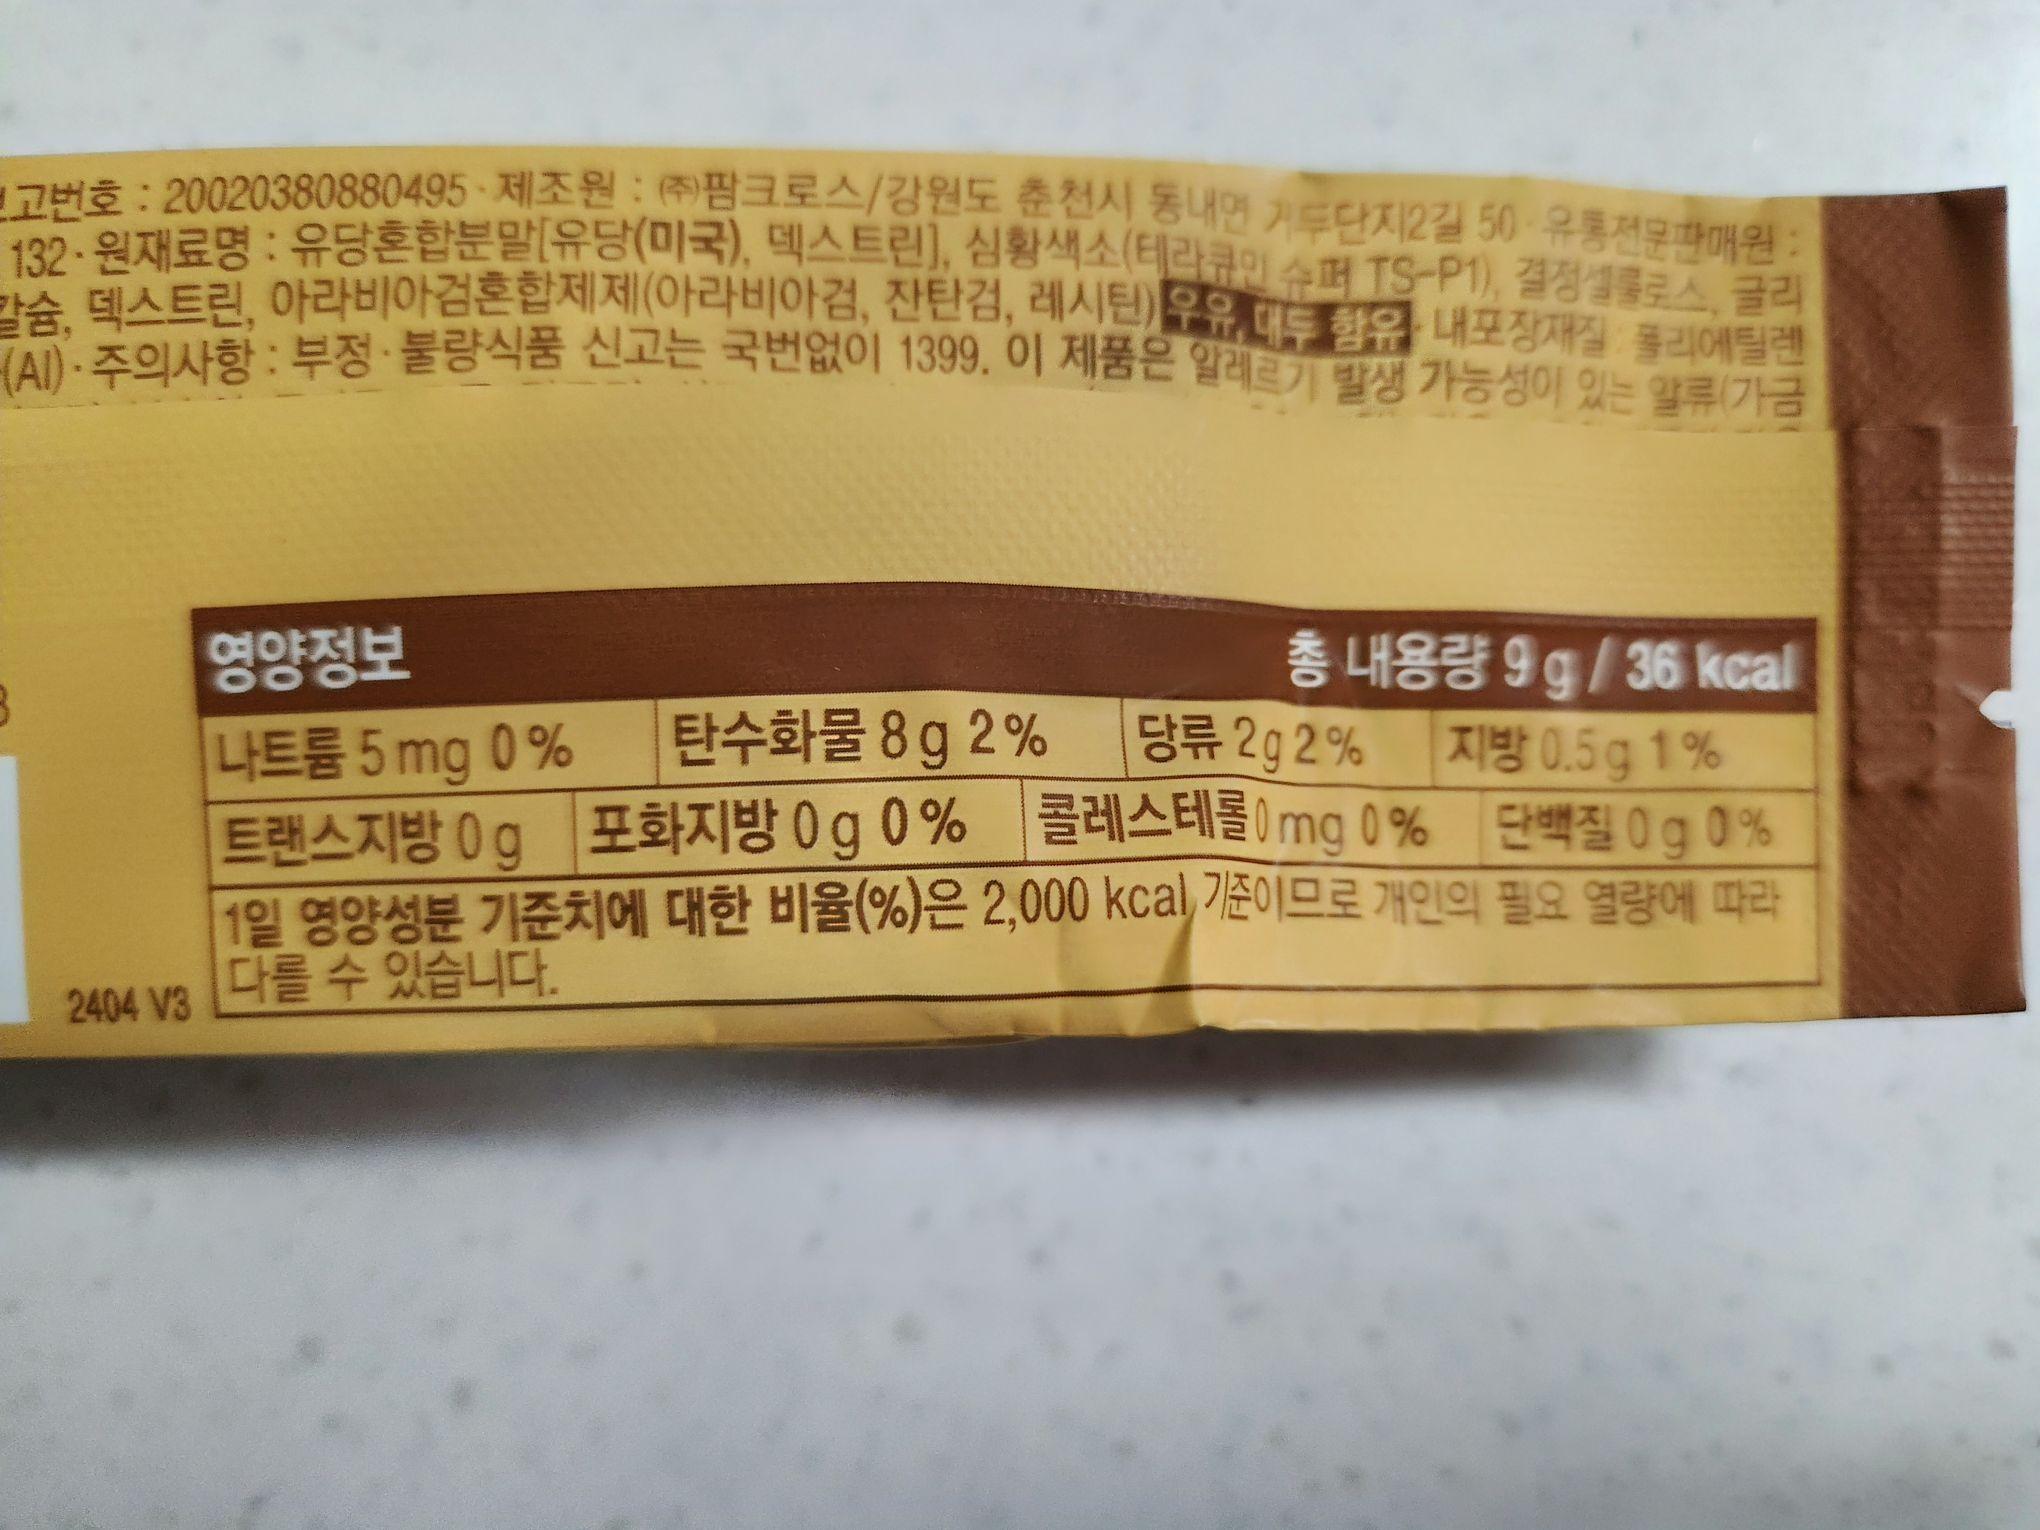 고번호 : 20020380880495 · 제조원 : ㈜팜크로스/강원도 춘천시 동내면 거두단지2길 50 · 유통전문판매원 :
132 · 원재료명 : 유당혼합분말[유당(미국), 덱스트린], 심황색소(테라큐민 슈퍼 TS-P1), 결정셀룰로스, 글리
칼슘, 덱스트린, 아라비아검혼합제제(아라비아검, 잔탄검, 레시틴) 우유, 대두 함유 · 내포장재질 : 폴리에틸렌
(Al) · 주의사항 : 부정 · 불량식품 신고는 국번없이 1399. 이 제품은 알레르기 발생 가능성이 있는 알류(가금
영양정보 총 내용량 9 g / 36 kcal
나트륨 5 mg 0 % 탄수화물 8 g 2 % 당류 2 g 2 % 지방 0.5 g 1 %
트랜스지방 0 g 포화지방 0 g 0 % 콜레스테롤 0 mg 0 % 단백질 0 g 0 %
1일 영양성분 기준치에 대한 비율(%)은 2,000 kcal 기준이므로 개인의 필요 열량에 따라
다를 수 있습니다.
2404 V3